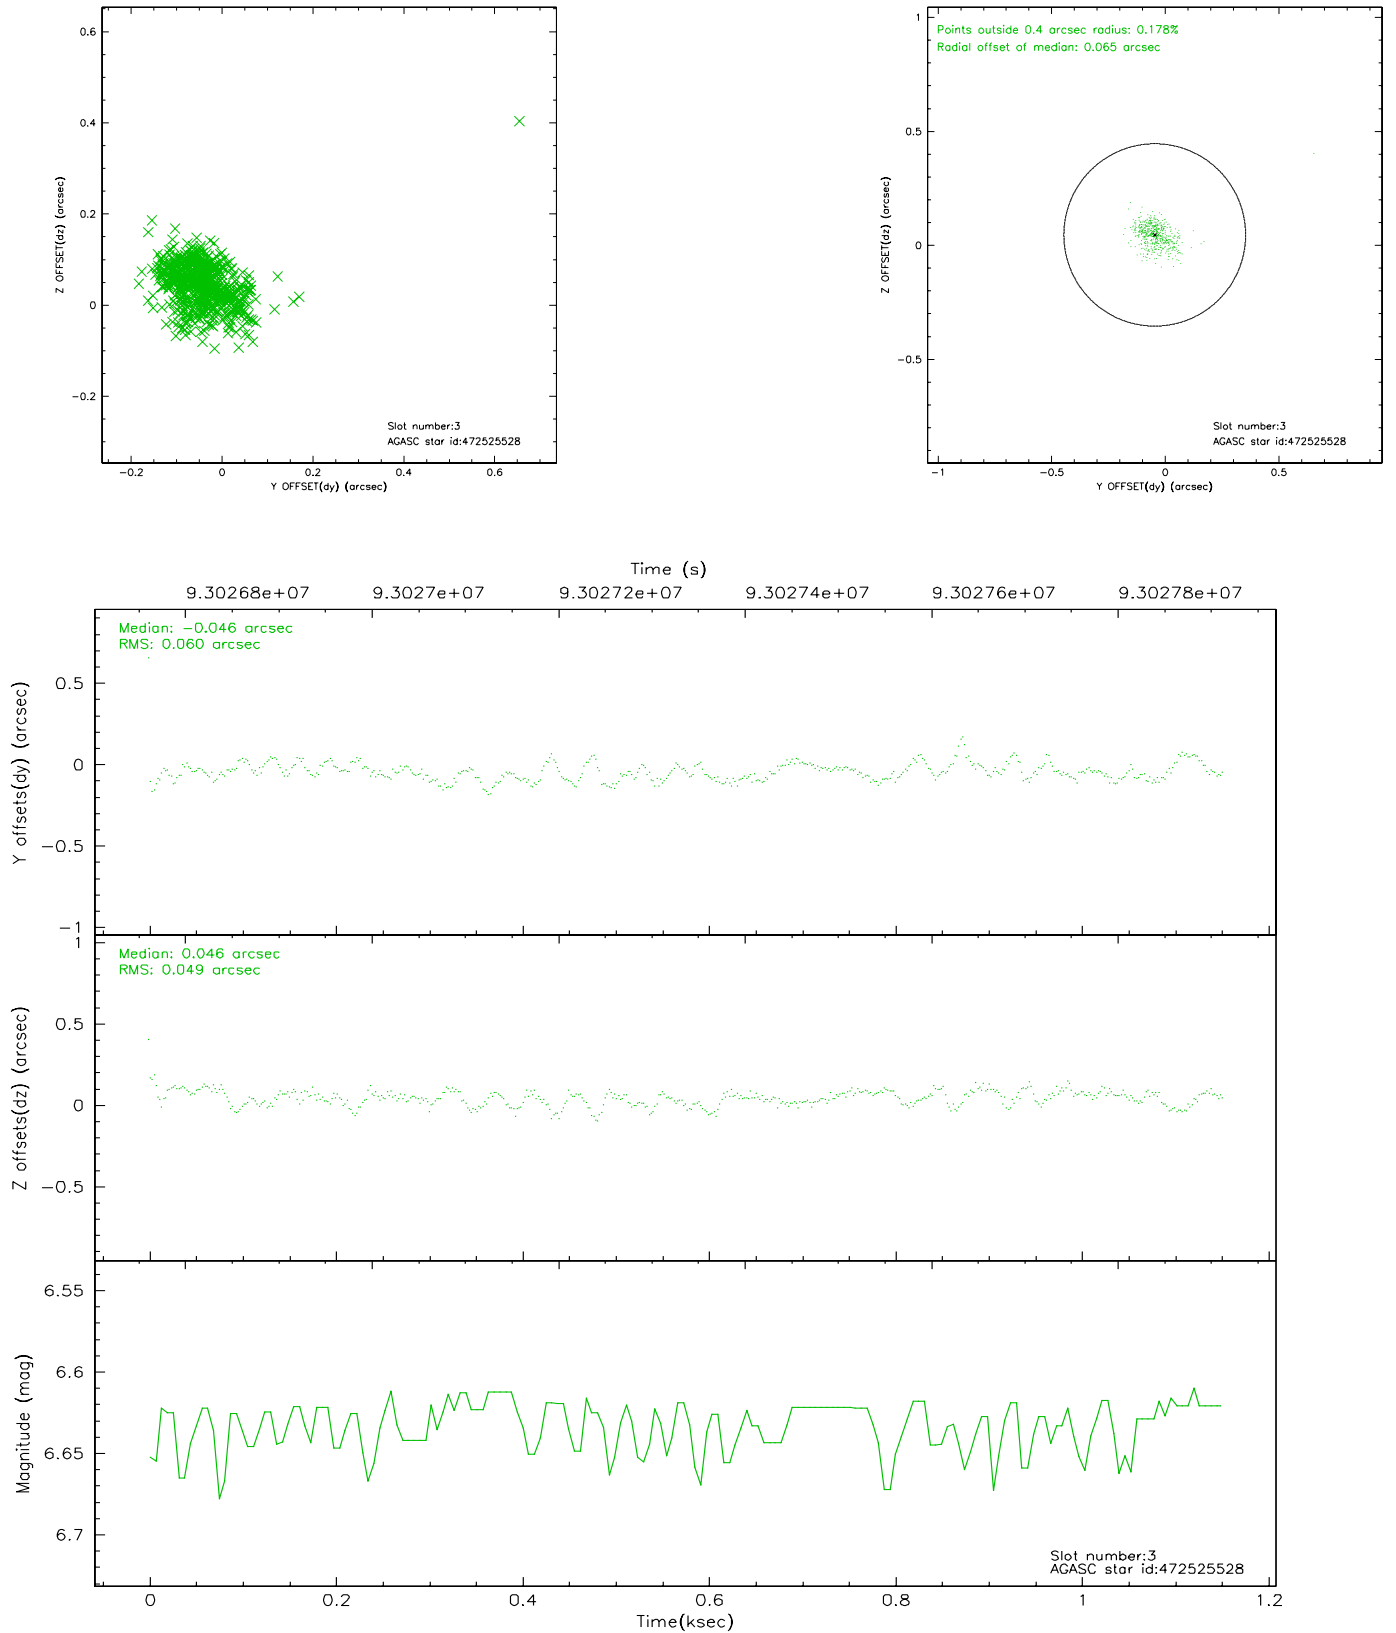 0.6
0.4
0.2
0
-0.2
Z OFFSET(dz) (arcsec)
Slot number:3
AGASC star id:472525528
-0.2 0 0.2 0.4 0.6
Y OFFSET(dy) (arcsec)
1
0.5
0
-0.5
Z OFFSET(dz) (arcsec)
Points outside 0.4 arcsec radius: 0.178%
Radial offset of median: 0.065 arcsec
Slot number:3
AGASC star id:472525528
-1 -0.5 0 0.5
Y OFFSET(dy) (arcsec)
Time (s)
9.30268e+07 9.3027e+07 9.30272e+07 9.30274e+07 9.30276e+07 9.30278e+07
Median: -0.046 arcsec
RMS: 0.060 arcsec
0.5
0
-0.5
-1
Y offsets(dy) (arcsec)
Median: 0.046 arcsec
RMS: 0.049 arcsec
1
0.5
0
-0.5
Z offsets(dz) (arcsec)
6.55
6.6
6.65
6.7
Magnitude (mag)
Slot number:3
AGASC star id:472525528
0 0.2 0.4 0.6 0.8 1 1.2
Time(ksec)